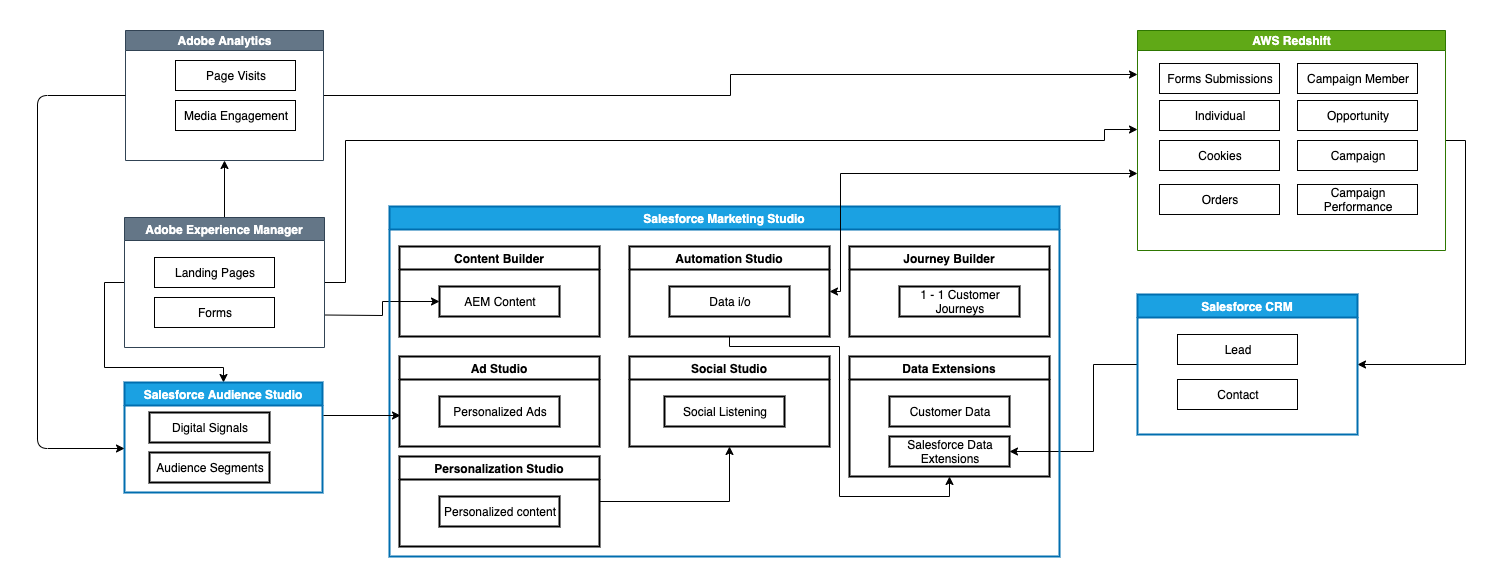 Adobe Analytics
Page Visits
Media Engagement
Adobe Experience Manager
Landing Pages
Forms
Salesforce Audience Studio
Digital Signals
Audience Segments
Salesforce Marketing Studio
Content Builder
AEM Content
Automation Studio
Data i/o
Journey Builder
1 - 1 Customer
Journeys
Ad Studio
Personalized Ads
Social Studio
Social Listening
Data Extensions
Customer Data
Salesforce Data
Extensions
Personalization Studio
Personalized content
AWS Redshift
Forms Submissions
Campaign Member
Individual
Opportunity
Cookies
Campaign
Orders
Campaign
Performance
Salesforce CRM
Lead
Contact